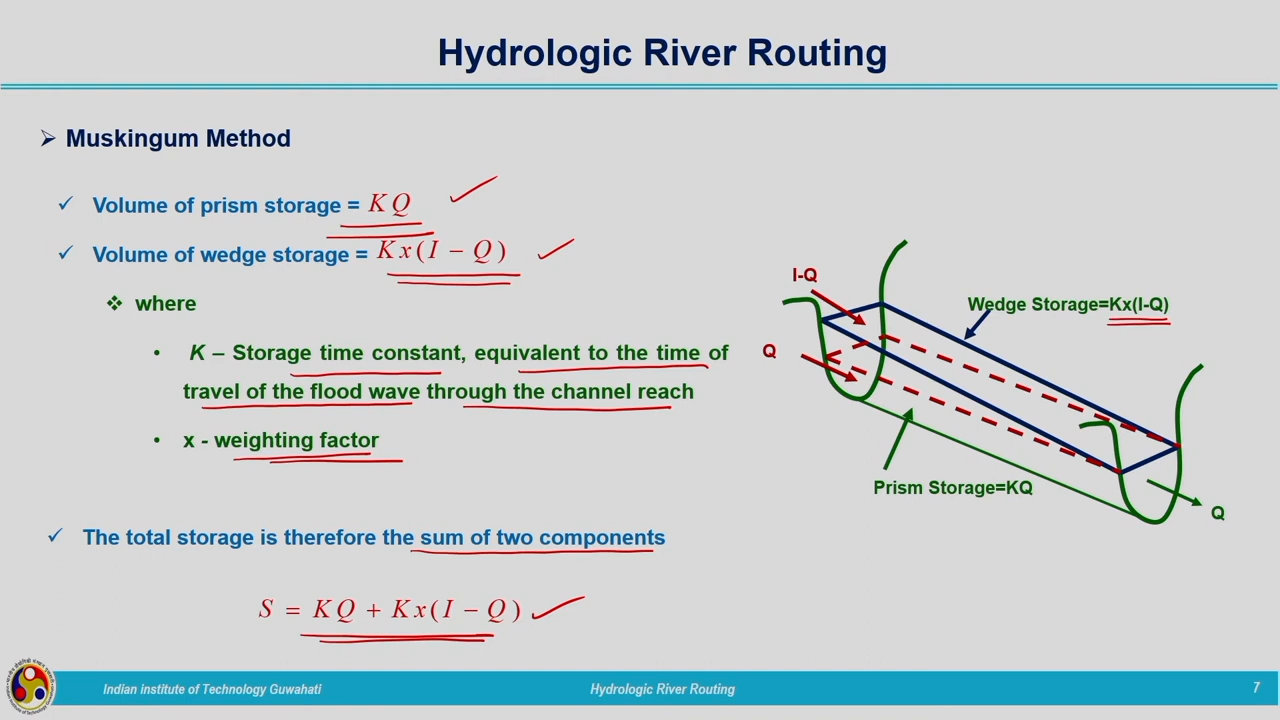 Hydrologic River Routing
➢ Muskingum Method
✓ Volume of prism storage = KQ
✓ Volume of wedge storage = Kx(I − Q)
❖ where
• K – Storage time constant, equivalent to the time of
travel of the flood wave through the channel reach
• x - weighting factor
I-Q
Wedge Storage=Kx(I-Q)
Q
Prism Storage=KQ
Q
✓ The total storage is therefore the sum of two components
S = KQ + Kx(I − Q)
Indian institute of Technology Guwahati
Hydrologic River Routing
7